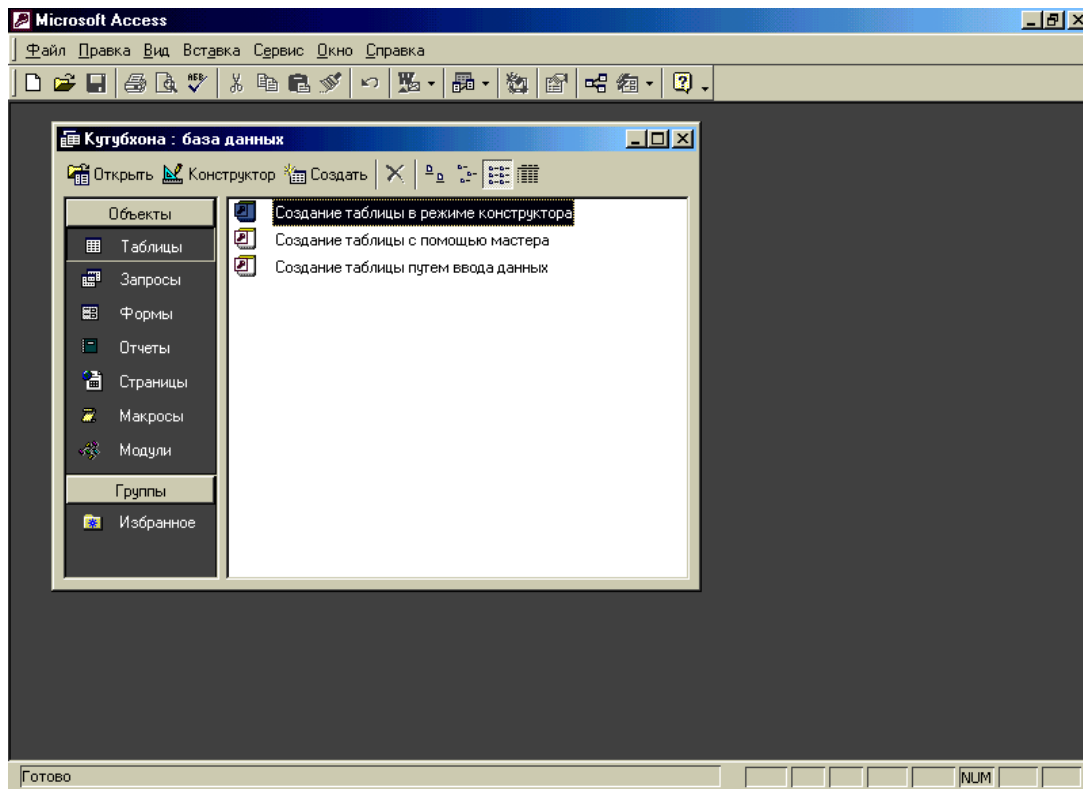 Microsoft Access
Файл Правка Вид Вставка Сервис Окно Справка
Кутубхона : база данных
Открыть Конструктор Создать
Объекты
Таблицы
Запросы
Формы
Отчеты
Страницы
Макросы
Модули
Группы
Избранное
Создание таблицы в режиме конструктора
Создание таблицы с помощью мастера
Создание таблицы путем ввода данных
Готово
NUM